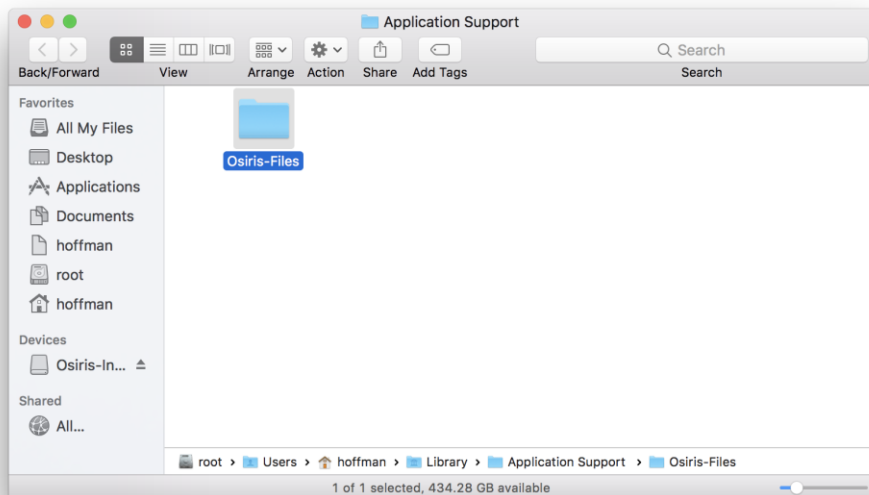 Application Support
Search
Back/Forward View Arrange Action Share Add Tags Search
Favorites
All My Files
Desktop
Applications
Documents
hoffman
root
hoffman
Devices
Osiris-In...
Shared
All...
Osiris-Files
root › Users › hoffman › Library › Application Support › Osiris-Files
1 of 1 selected, 434.28 GB available